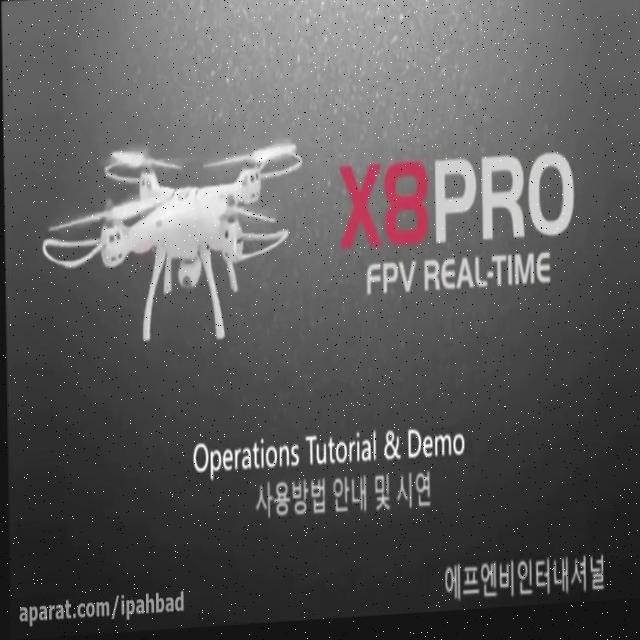 X8PRO
FPV REAL-TIME
Operations Tutorial & Demo
사용방법 안내 및 시연
에프엔비인터내셔널
aparat.com/ipahbad